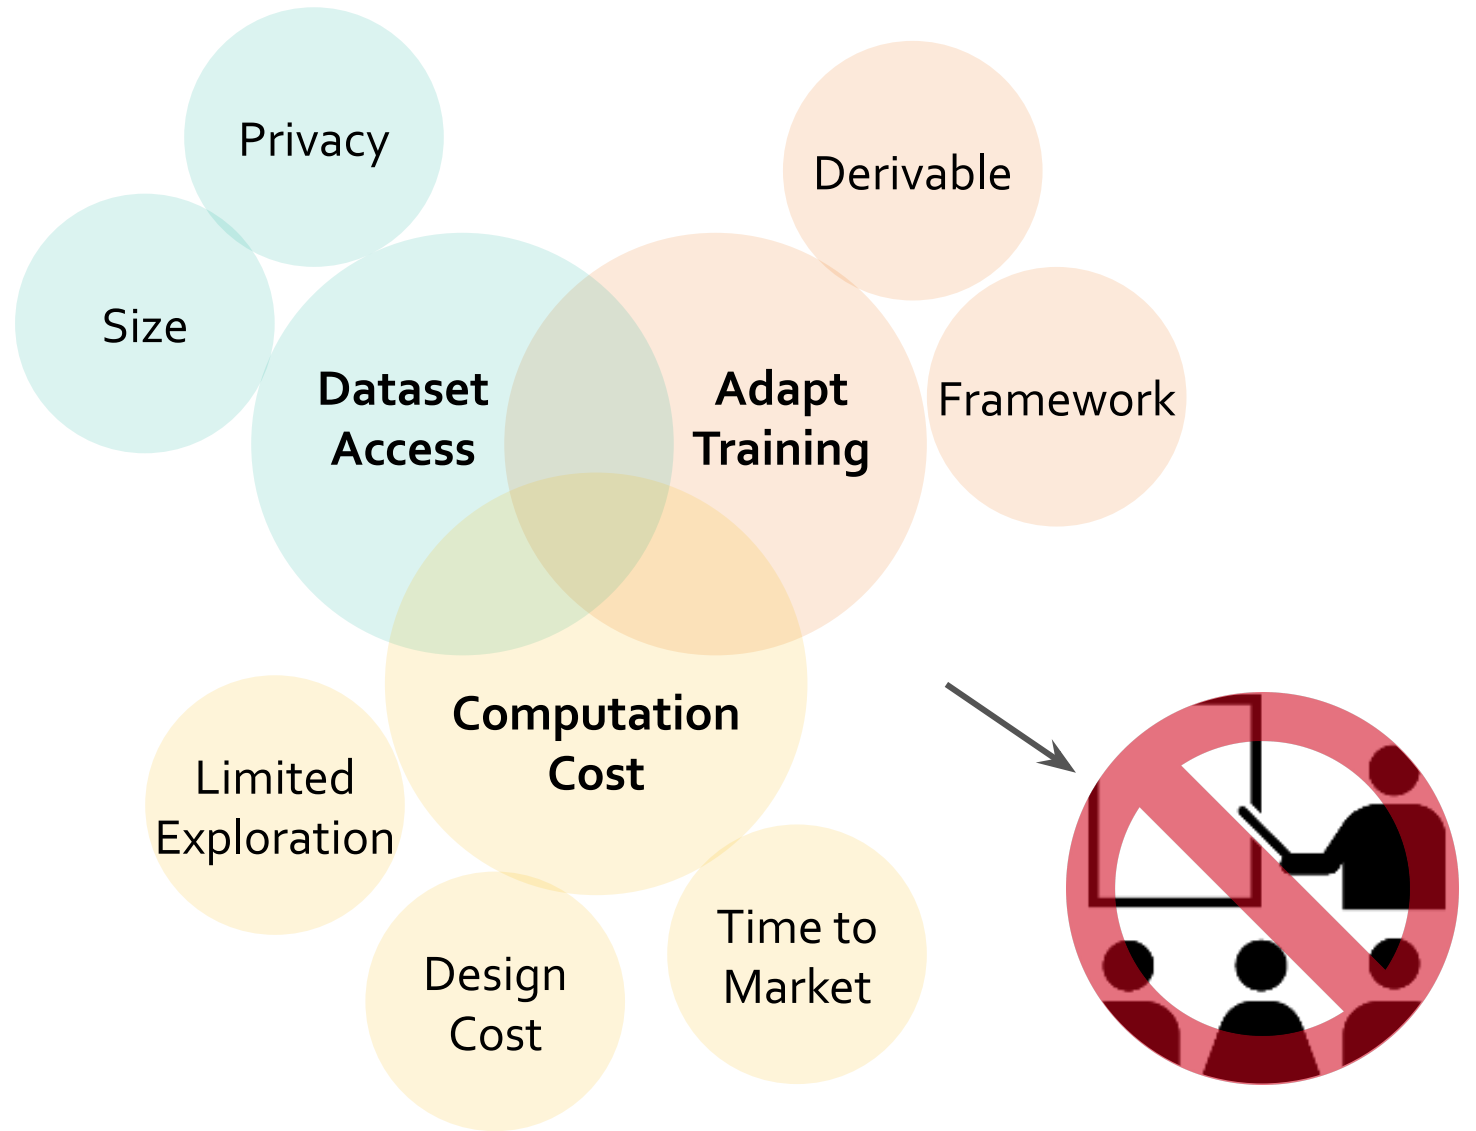 Privacy
Size
Dataset
Access
Derivable
Framework
Adapt
Training
Computation
Cost
Limited
Exploration
Design
Cost
Time to
Market